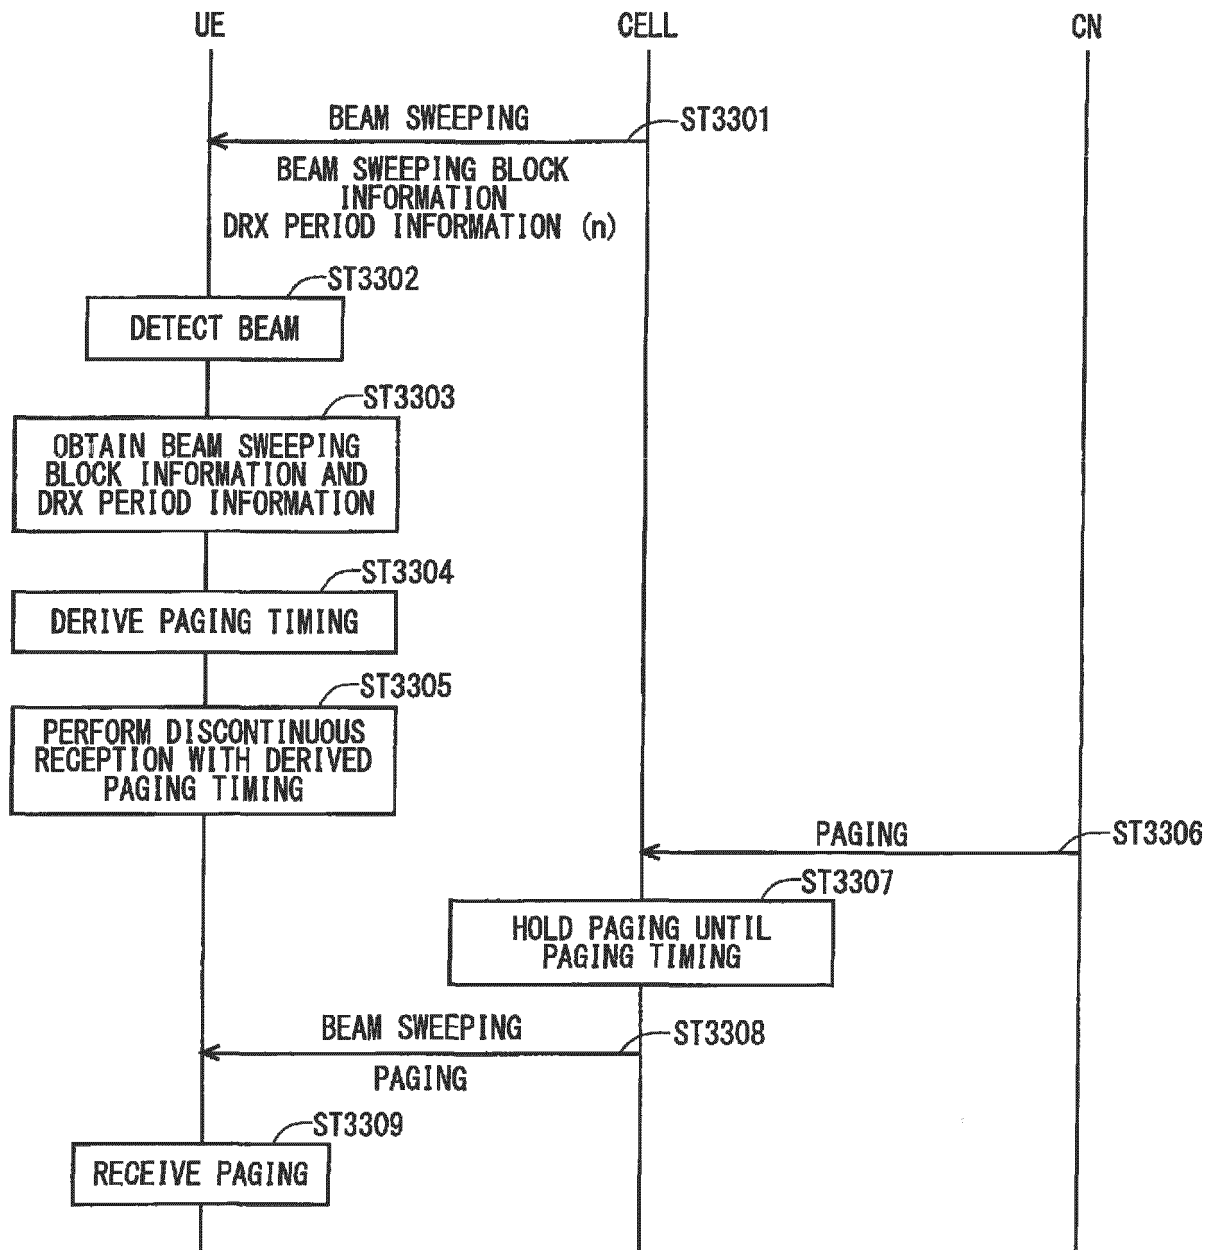 UE
CELL
CN
BEAM SWEEPING
ST3301
BEAM SWEEPING BLOCK
INFORMATION
DRX PERIOD INFORMATION (n)
ST3302
DETECT BEAM
ST3303
OBTAIN BEAM SWEEPING
BLOCK INFORMATION AND
DRX PERIOD INFORMATION
ST3304
DERIVE PAGING TIMING
ST3305
PERFORM DISCONTINUOUS
RECEPTION WITH DERIVED
PAGING TIMING
PAGING
ST3306
ST3307
HOLD PAGING UNTIL
PAGING TIMING
BEAM SWEEPING
ST3308
PAGING
ST3309
RECEIVE PAGING